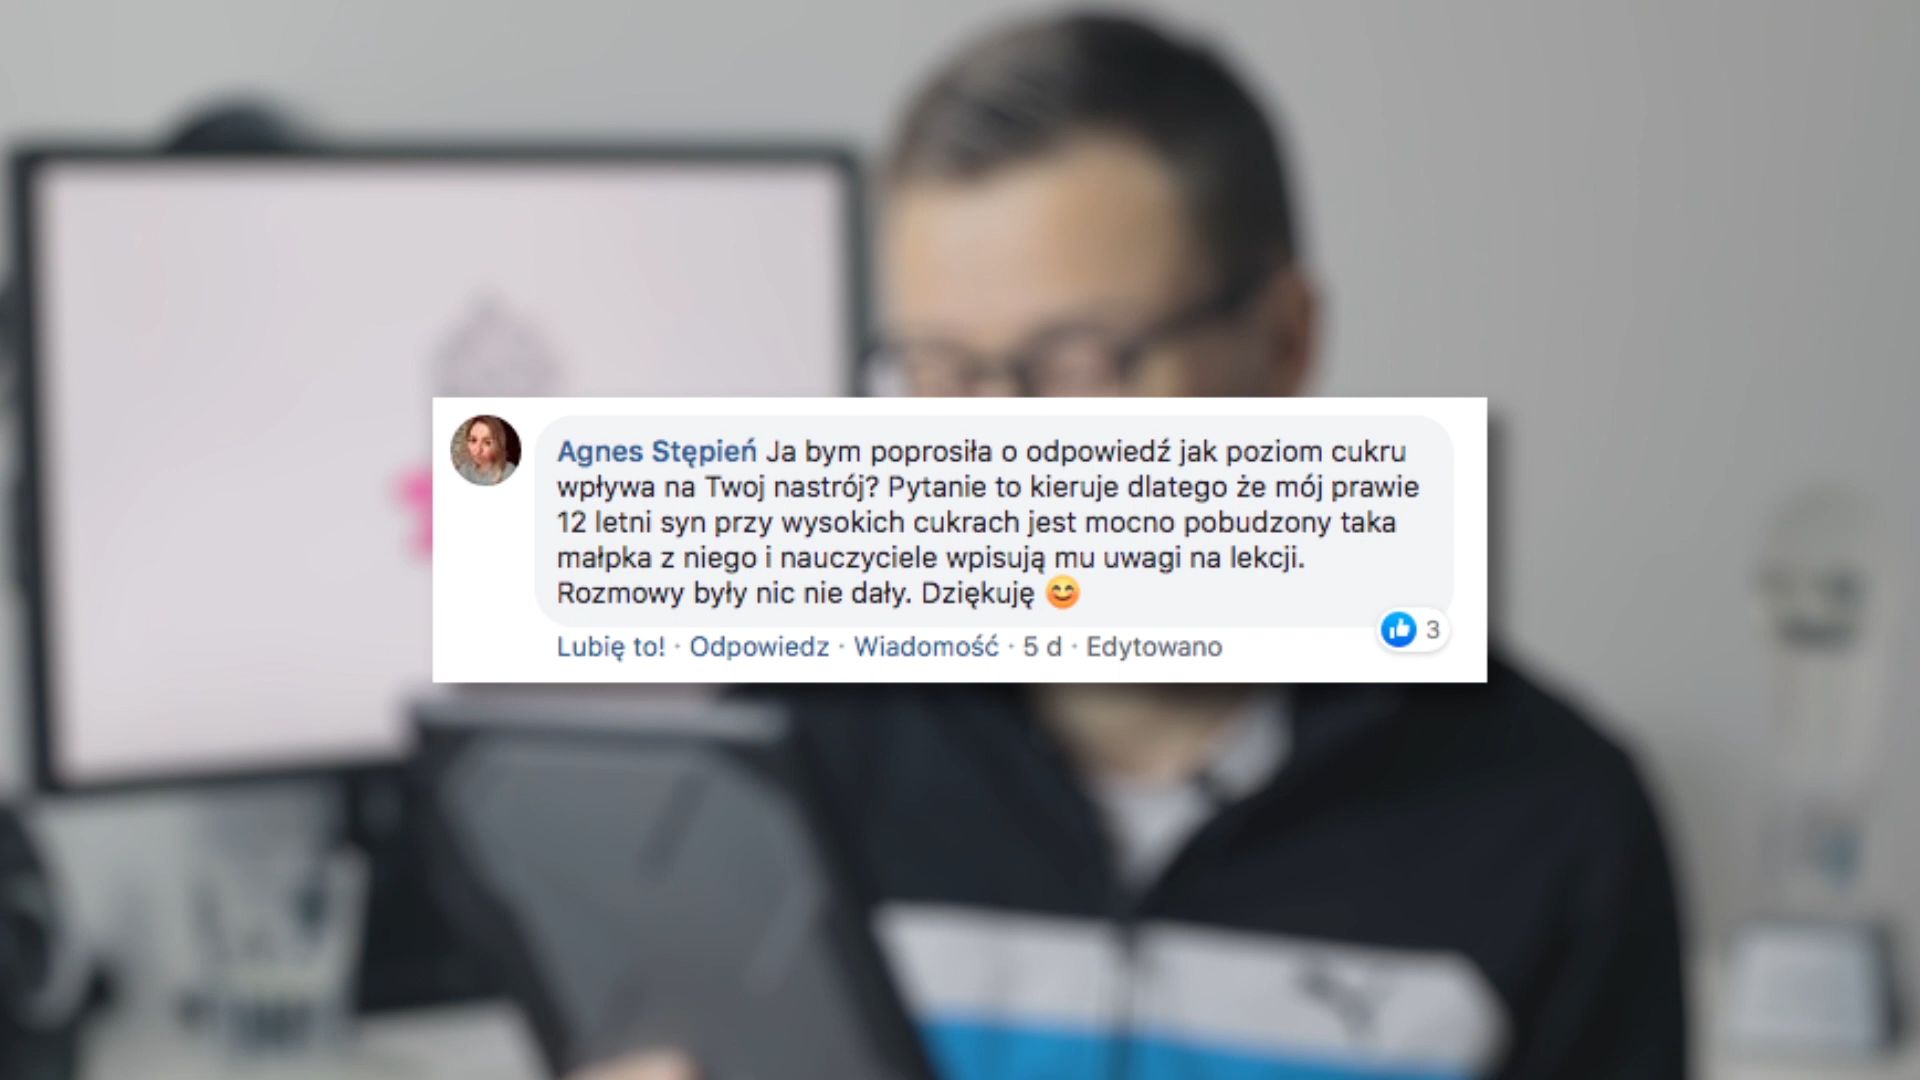 Agnes Stępień Ja bym poprosiła o odpowiedź jak poziom cukru
wpływa na Twoj nastrój? Pytanie to kieruje dlatego że mój prawie
12 letni syn przy wysokich cukrach jest mocno pobudzony taka
małpka z niego i nauczyciele wpisują mu uwagi na lekcji.
Rozmowy były nic nie dały. Dziękuję 😊
Lubię to! · Odpowiedz · Wiadomość · 5 d · Edytowano
3